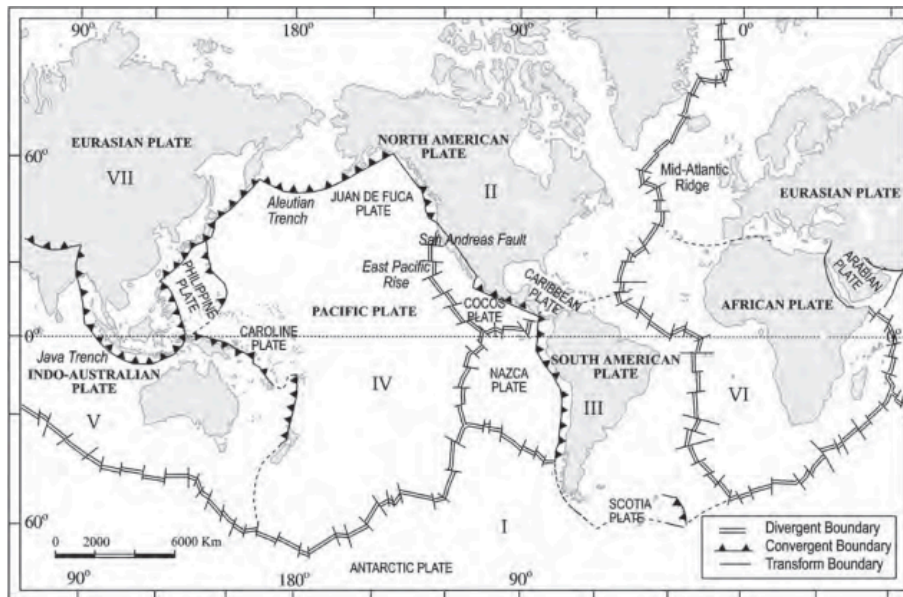 90°
180°
90°
0°
EURASIAN PLATE
VII
NORTH AMERICAN
PLATE
II
60°
Mid-Atlantic
Ridge
EURASIAN PLATE
Aleutian
Trench
JUAN DE FUCA
PLATE
San Andreas Fault
East Pacific
Rise
PHILIPPINE
PLATE
ARABIAN
PLATE
CARIBBEAN
PLATE
COCOS
PLATE
PACIFIC PLATE
AFRICAN PLATE
CAROLINE
PLATE
0°
0°
Java Trench
INDO-AUSTRALIAN
PLATE
V
IV
NAZCA
PLATE
SOUTH AMERICAN
PLATE
III
VI
SCOTIA
PLATE
I
60°
0 2000 6000 Km
ANTARCTIC PLATE
Divergent Boundary
Convergent Boundary
Transform Boundary
90°
180°
90°